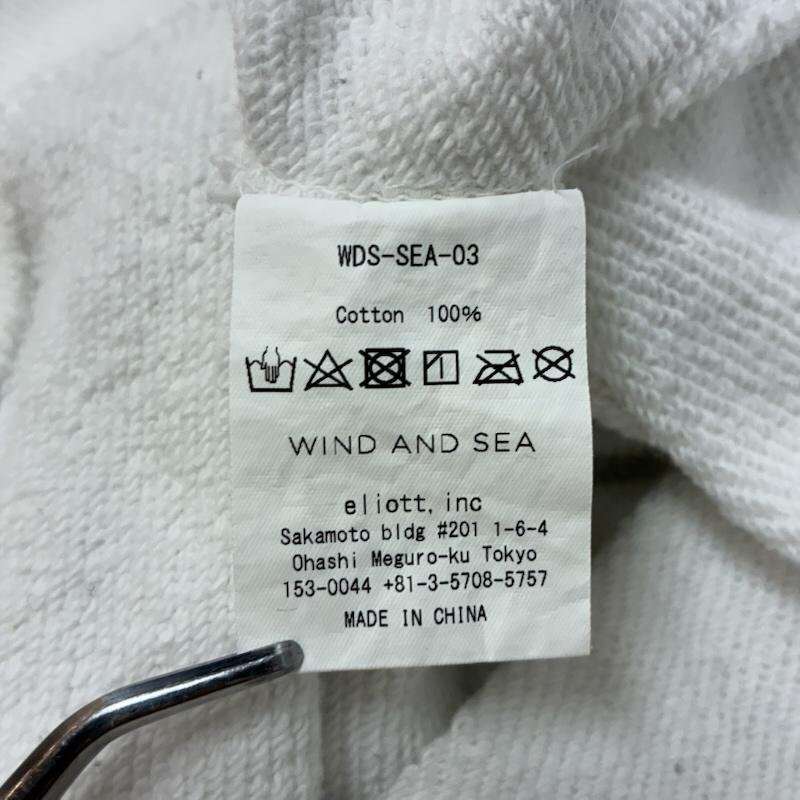 WDS-SEA-03
Cotton 100%
WIND AND SEA
eliott, inc
Sakamoto bldg #201 1-6-4
Ohashi Meguro-ku Tokyo
153-0044 +81-3-5708-5757
MADE IN CHINA